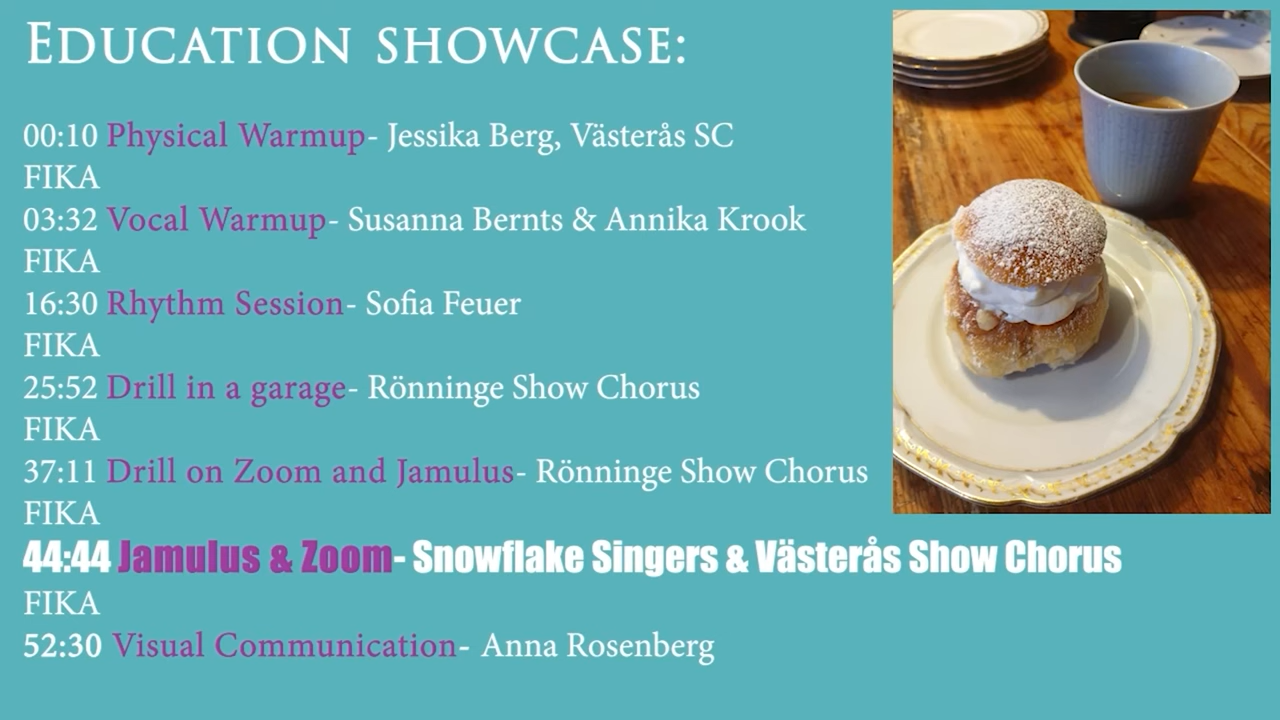 Education showcase:
00:10 Physical Warmup- Jessika Berg, Västerås SC
FIKA
03:32 Vocal Warmup- Susanna Bernts & Annika Krook
FIKA
16:30 Rhythm Session- Sofia Feuer
FIKA
25:52 Drill in a garage- Rönninge Show Chorus
FIKA
37:11 Drill on Zoom and Jamulus- Rönninge Show Chorus
FIKA
44:44 Jamulus & Zoom- Snowflake Singers & Västerås Show Chorus
FIKA
52:30 Visual Communication- Anna Rosenberg